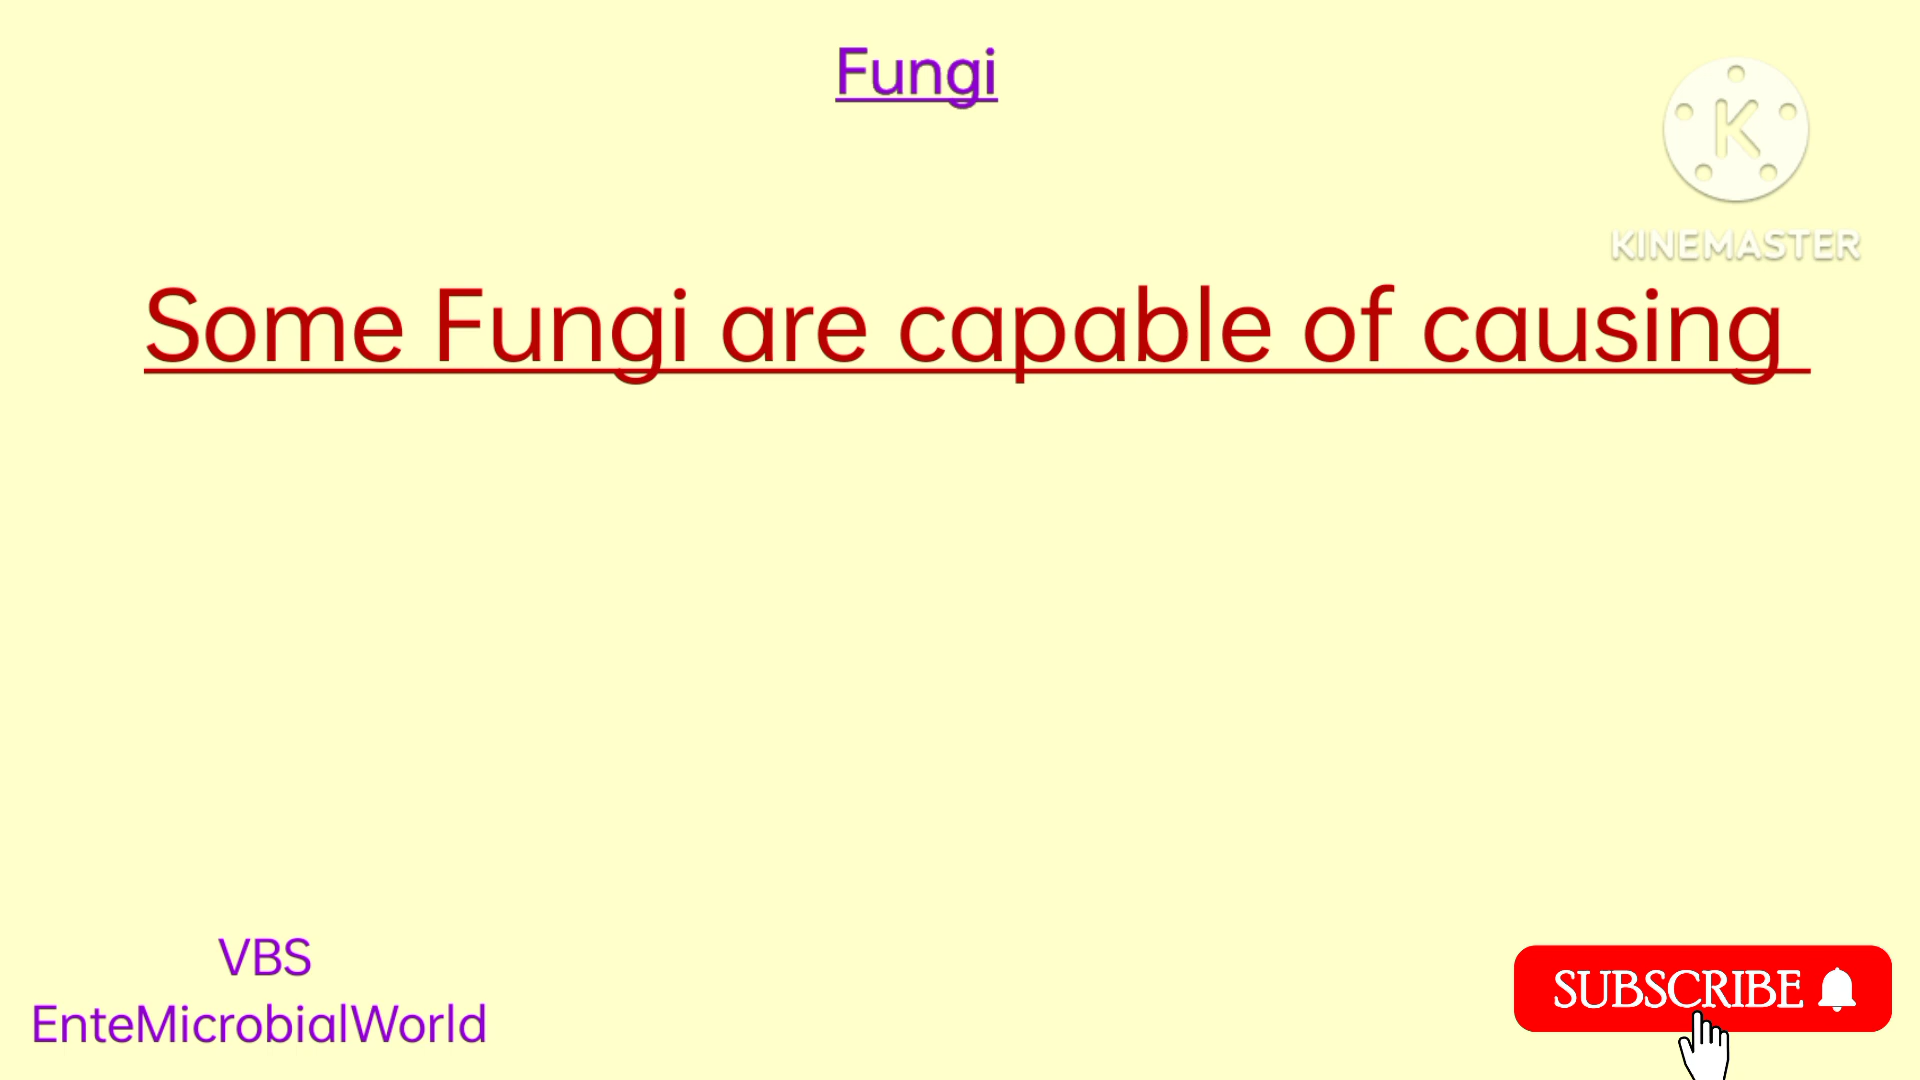 Fungi
KINEMASTER
Some Fungi are capable of causing
VBS
EnteMicrobialWorld
SUBSCRIBE